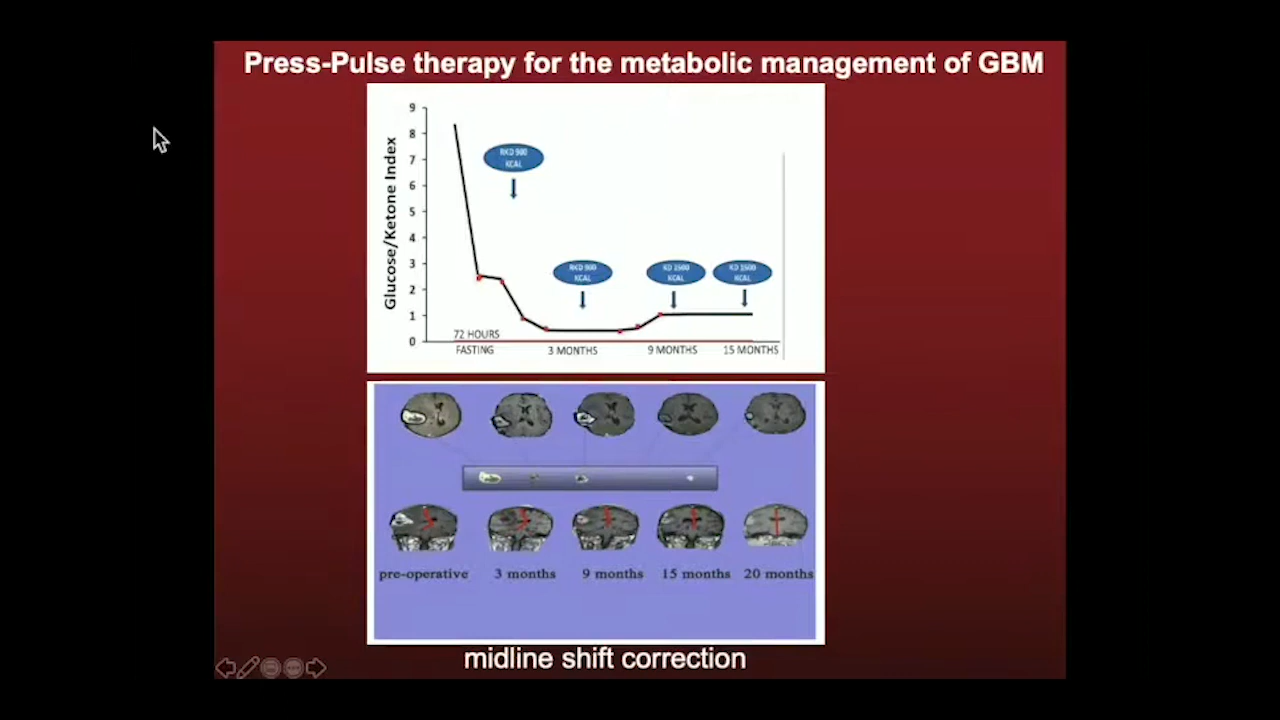 Press-Pulse therapy for the metabolic management of GBM
Glucose/Ketone Index
9
8
7
6
5
4
3
2
1
0
RKD 900
KCAL
RKD 900
KCAL
KD 1500
KCAL
KD 1500
KCAL
72 HOURS
FASTING
3 MONTHS
9 MONTHS
15 MONTHS
pre-operative
3 months
9 months
15 months
20 months
midline shift correction